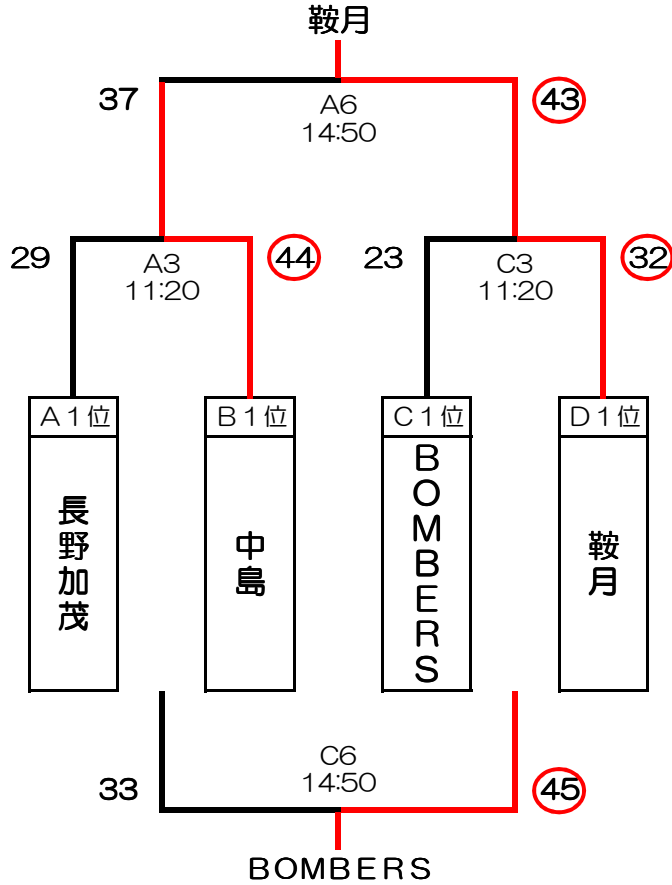 鞍月
37
43
A6
14:50
29
44
23
32
A3
11:20
C3
11:20
A1位
B1位
C1位
D1位
長野加茂
中島
BOMBERS
鞍月
C6
14:50
33
45
BOMBERS